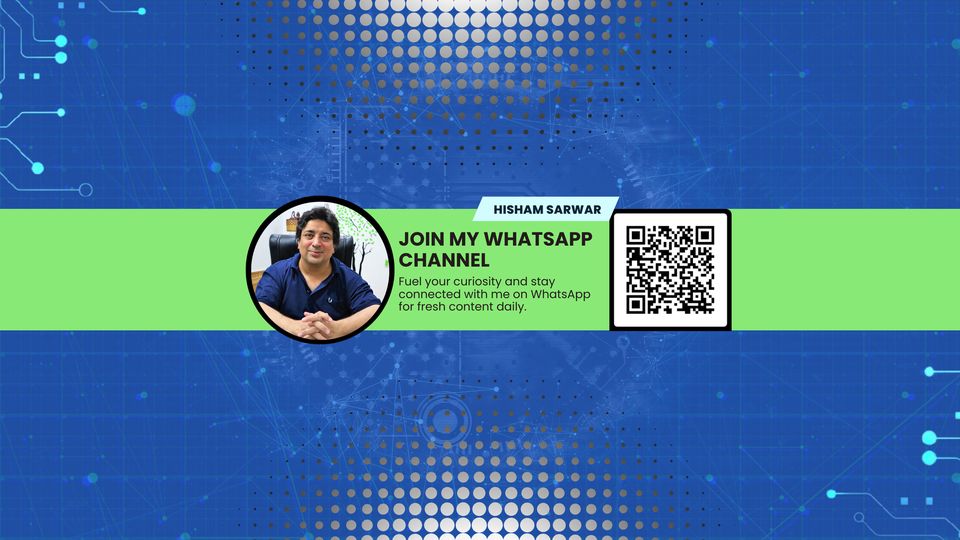 HISHAM SARWAR
JOIN MY WHATSAPP
CHANNEL
Fuel your curiosity and stay
connected with me on WhatsApp
for fresh content daily.